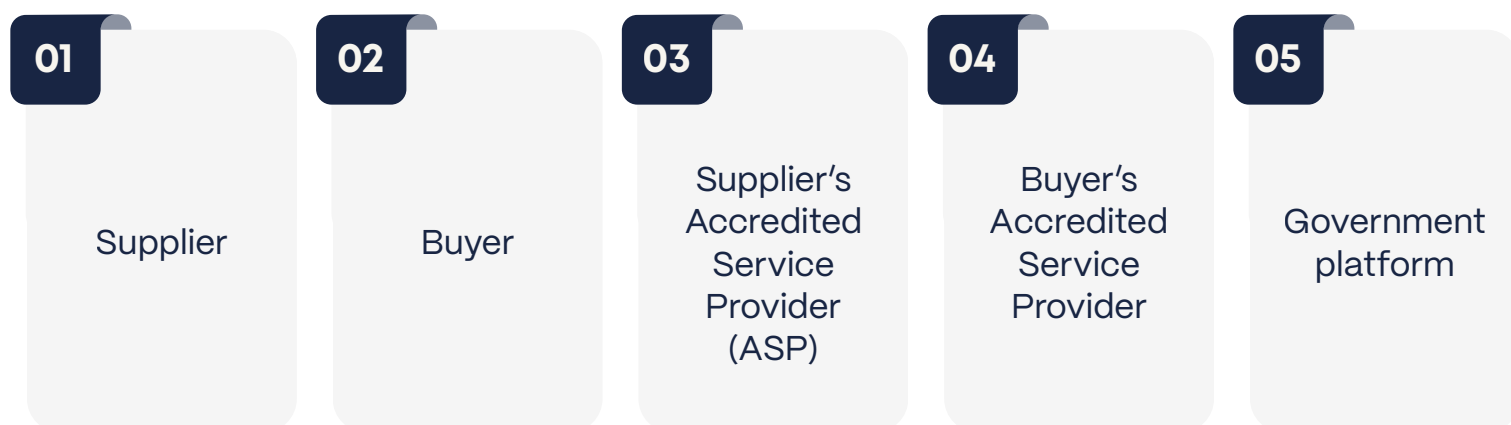 01
Supplier
02
Buyer
03
Supplier’s
Accredited
Service
Provider
(ASP)
04
Buyer’s
Accredited
Service
Provider
05
Government
platform